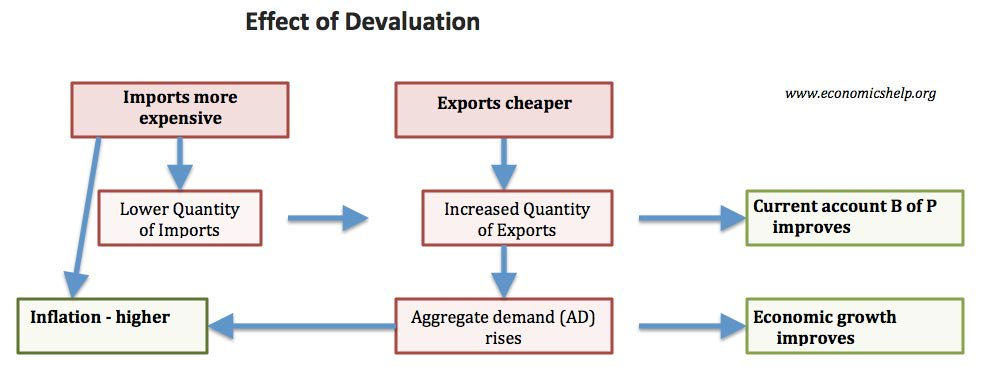 Effect of Devaluation
Imports more
expensive
Exports cheaper
www.economicshelp.org
Lower Quantity
of Imports
Increased Quantity
of Exports
Current account B of P
improves
Inflation - higher
Aggregate demand (AD)
rises
Economic growth
improves